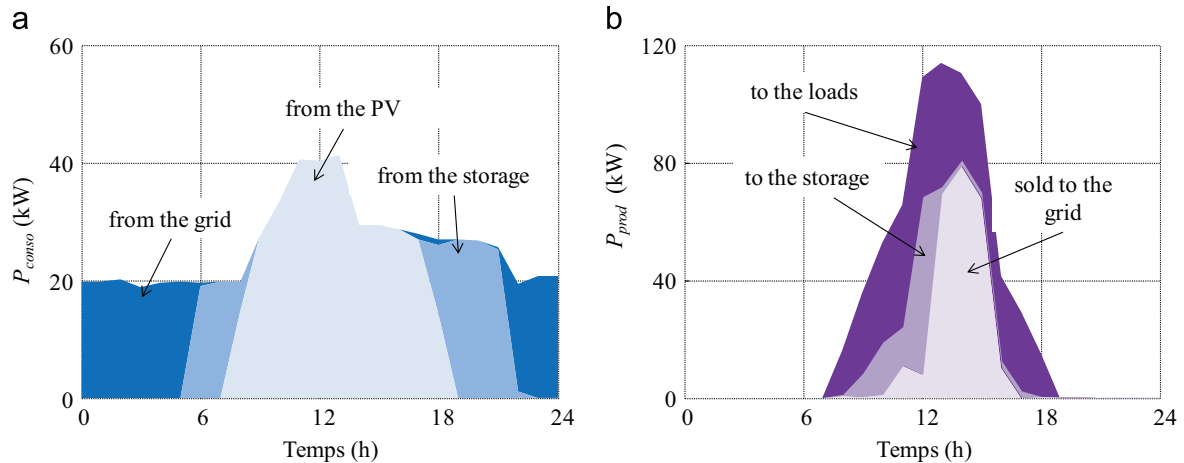 a
60
40
20
0
P_conso (kW)
from the PV
from the storage
from the grid
0 6 12 18 24
Temps (h)
b
120
80
40
0
P_prod (kW)
to the loads
to the storage
sold to the
grid
0 6 12 18 24
Temps (h)